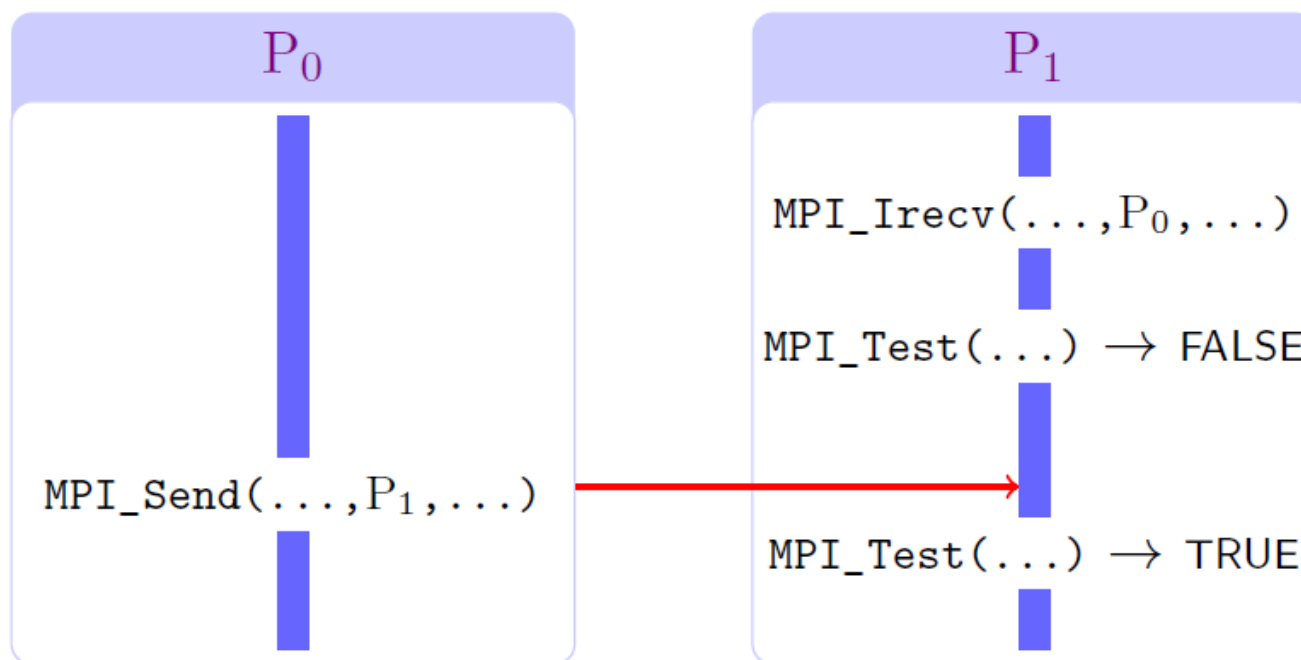 P₀
MPI_Send(...,P₁,...)
P₁
MPI_Irecv(...,P₀,...)
MPI_Test(...) → FALSE
MPI_Test(...) → TRUE